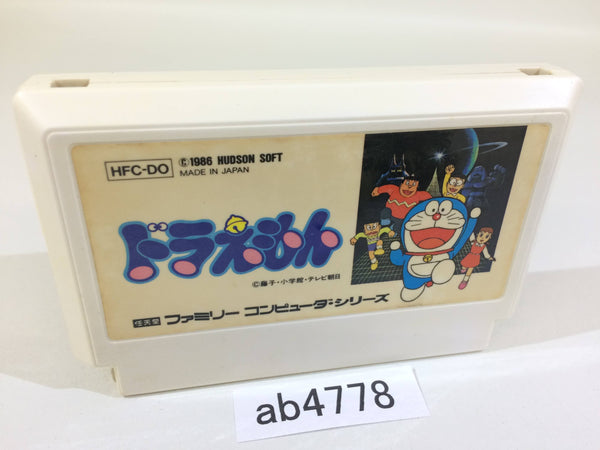 HFC-DO
©1986 HUDSON SOFT
MADE IN JAPAN
ドラえもん
©藤子・小学館・テレビ朝日
任天堂 ファミリー コンピュータ・シリーズ
ab4778